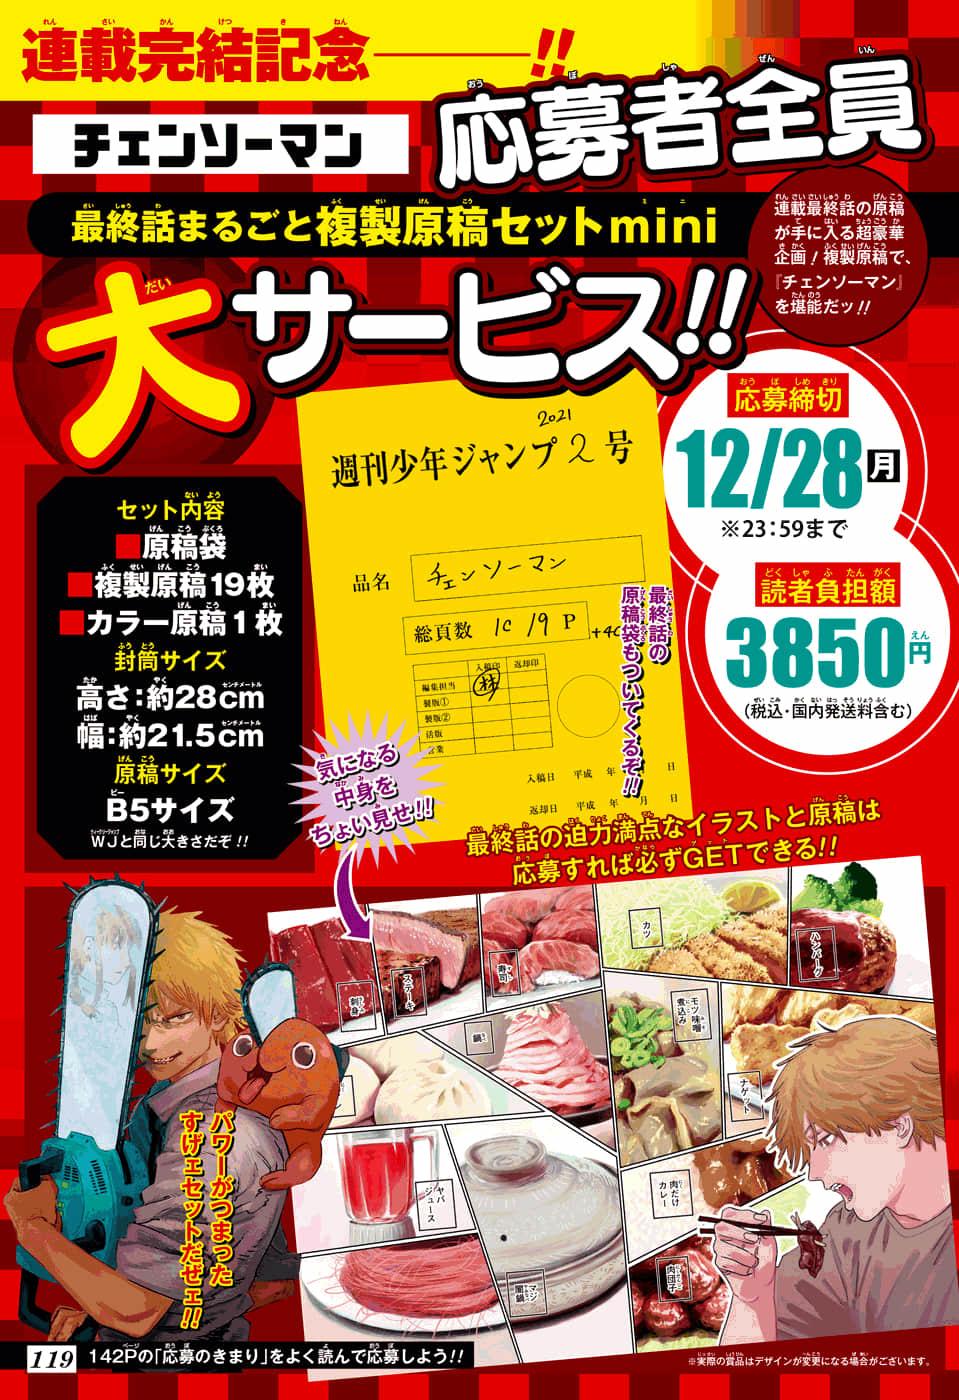 連載完結記念――!!
チェンソーマン
応募者全員
最終話まるごと複製原稿セットmini
大サービス!!
連載最終話の原稿
が手に入る超豪華
企画！複製原稿で、
『チェンソーマン』
を堪能だッ!!
応募締切
12/28月
※23:59まで
読者負担額
3850円
(税込・国内発送料含む)
セット内容
■原稿袋
■複製原稿19枚
■カラー原稿1枚
封筒サイズ
高さ:約28cm
幅:約21.5cm
原稿サイズ
B5サイズ
WJと同じ大きさだぞ!!
2021
週刊少年ジャンプ2号
品名 チェンソーマン
総頁数 1C 19 P
入稿印 返却印
編集担当 林
製版①
製版②
活版
営業
入稿日 平成 年 日
返却日 平成 年 月 日
最終話の
原稿袋もついてくるぞ!!
気になる
中身を
ちょい見せ!!
最終話の迫力満点なイラストと原稿は
応募すれば必ずGETできる!!
刺身
ステーキ
寿司
カツ
ハンバーグ
鍋
モツ味噌
煮込み
ナゲット
ヤバ
ジュース
肉だけ
カレー
マジ
闇鍋
肉団子
パワーがつまった
すげェセットだぜェ!!
119
142Pの「応募のきまり」をよく読んで応募しよう!!
※実際の賞品はデザインが変更になる場合がございます。